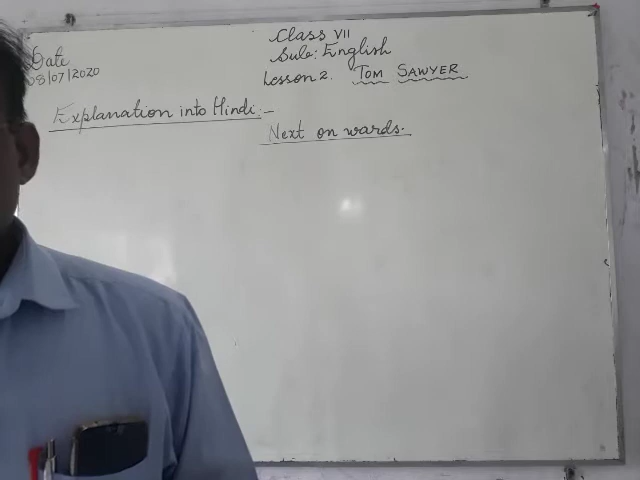 Class VII
Date
Sub: English
08/07/2020
Lesson 2. TOM SAWYER
Explanation into Hindi:-
Next on wards.